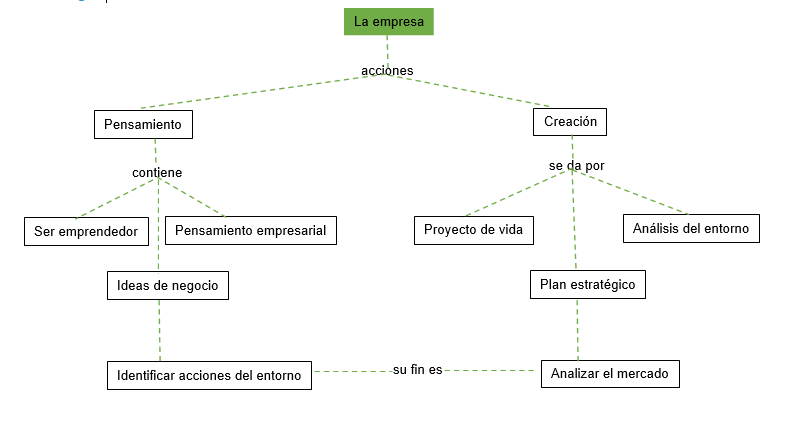 La empresa
acciones
Pensamiento
Creación
contiene
se da por
Ser emprendedor
Pensamiento empresarial
Proyecto de vida
Análisis del entorno
Ideas de negocio
Plan estratégico
Identificar acciones del entorno
su fin es
Analizar el mercado